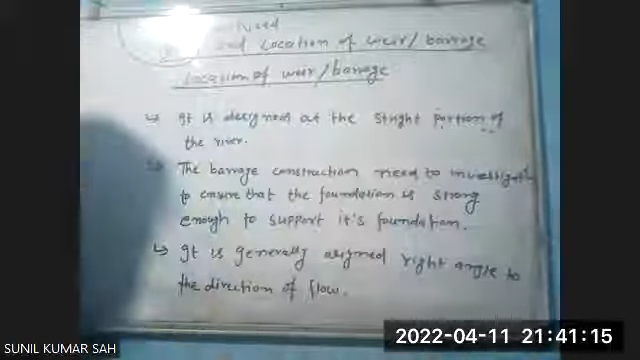 and Location of weir/barrage
Location of weir/barrage
↳ It is designed at the stright portion of
the river.
↳ The barrage construction need to investigate
to ensure that the foundation is strong
enough to support it's foundation.
↳ It is generally aligned right angle to
the direction of flow.
SUNIL KUMAR SAH
2022-04-11 21:41:15